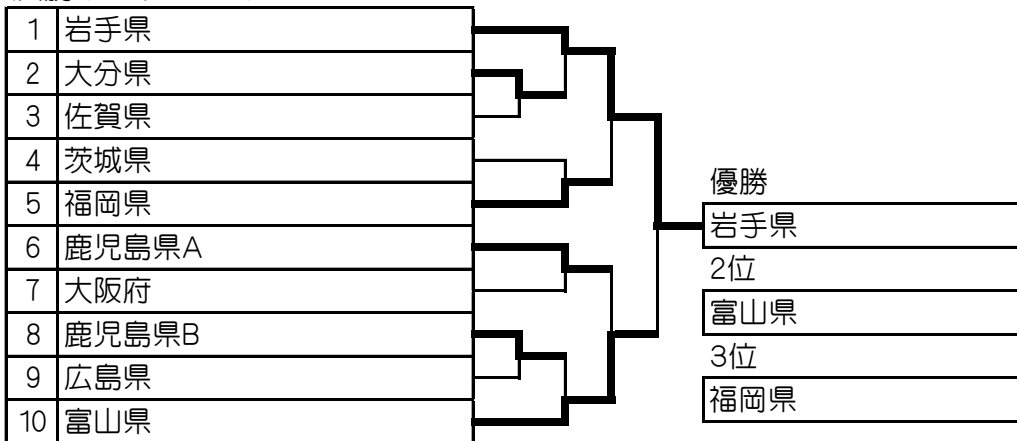 1 岩手県
2 大分県
3 佐賀県
4 茨城県
5 福岡県
6 鹿児島県A
7 大阪府
8 鹿児島県B
9 広島県
10 富山県
優勝
岩手県
2位
富山県
3位
福岡県